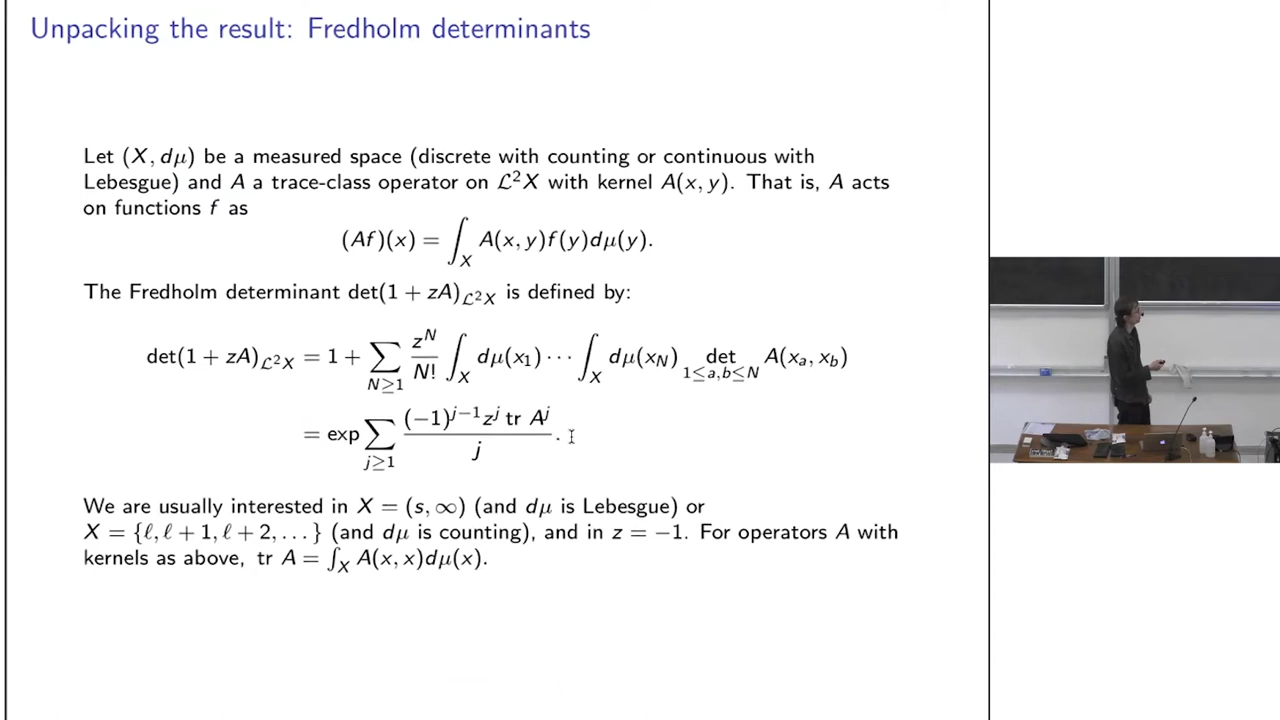 Unpacking the result: Fredholm determinants
Let (X, dμ) be a measured space (discrete with counting or continuous with
Lebesgue) and A a trace-class operator on ℒ²X with kernel A(x, y). That is, A acts
on functions f as
(Af)(x) = ∫_X A(x, y)f(y)dμ(y).
The Fredholm determinant det(1 + zA)_{ℒ²X} is defined by:
det(1 + zA)_{ℒ²X} = 1 + ∑_{N≥1} z^N/N! ∫_X dμ(x₁) ⋯ ∫_X dμ(x_N) det_{1≤a,b≤N} A(x_a, x_b)
= exp ∑_{j≥1} (−1)^{j−1} z^j tr A^j / j .
We are usually interested in X = (s, ∞) (and dμ is Lebesgue) or
X = {ℓ, ℓ + 1, ℓ + 2, . . . } (and dμ is counting), and in z = −1. For operators A with
kernels as above, tr A = ∫_X A(x, x)dμ(x).